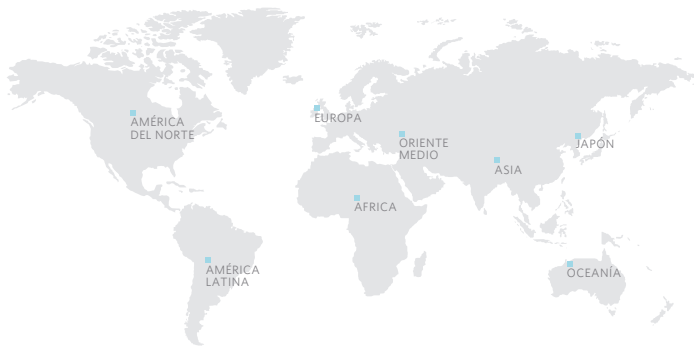 AMÉRICA
DEL NORTE
EUROPA
ORIENTE
MEDIO
JAPÓN
ASIA
AFRICA
AMÉRICA
LATINA
OCEANÍA